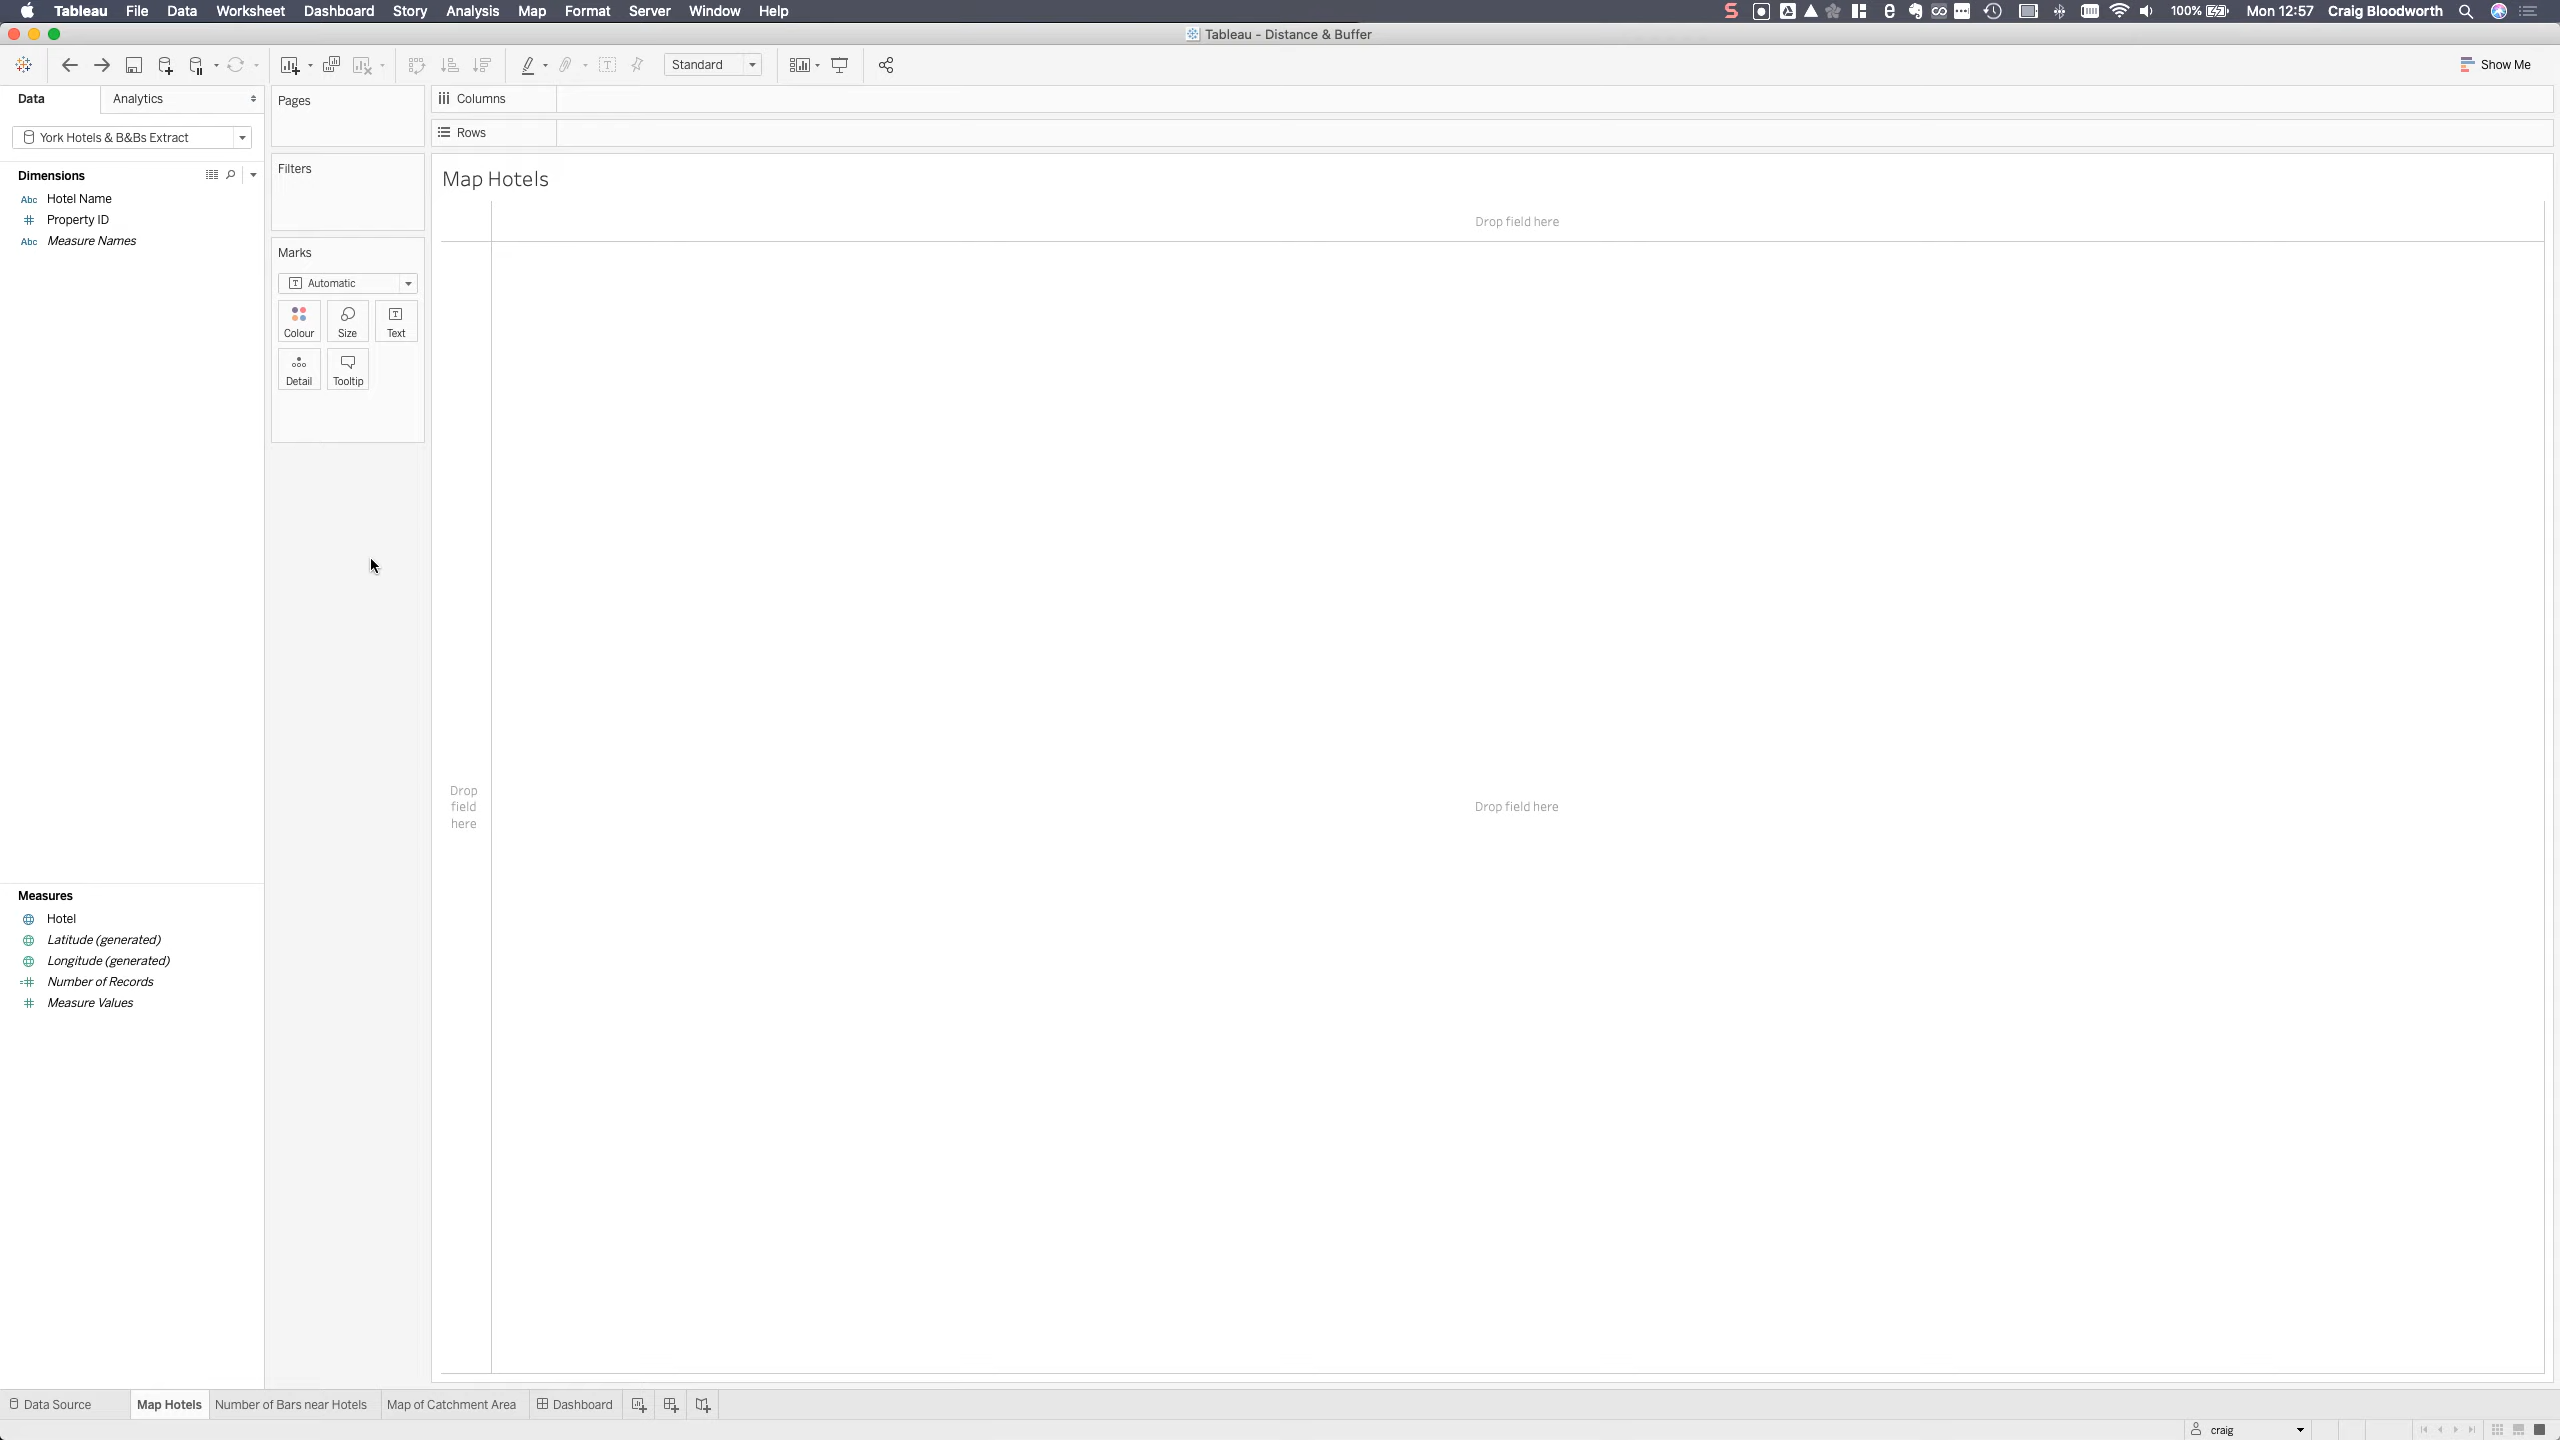 Tableau File Data Worksheet Dashboard Story Analysis Map Format Server Window Help 100% Mon 12:57 Craig Bloodworth
Tableau - Distance & Buffer
Standard Show Me
Data Analytics
Pages
Columns
York Hotels & B&Bs Extract
Rows
Dimensions
Filters
Map Hotels
Abc Hotel Name
Property ID
Abc Measure Names
Drop field here
Marks
Automatic
Colour Size Text
Detail Tooltip
Drop
field
here
Drop field here
Measures
Hotel
Latitude (generated)
Longitude (generated)
Number of Records
Measure Values
Data Source Map Hotels Number of Bars near Hotels Map of Catchment Area Dashboard
craig